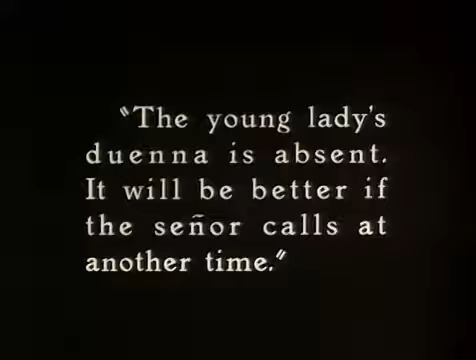 "The young lady's
duenna is absent.
It will be better if
the señor calls at
another time."